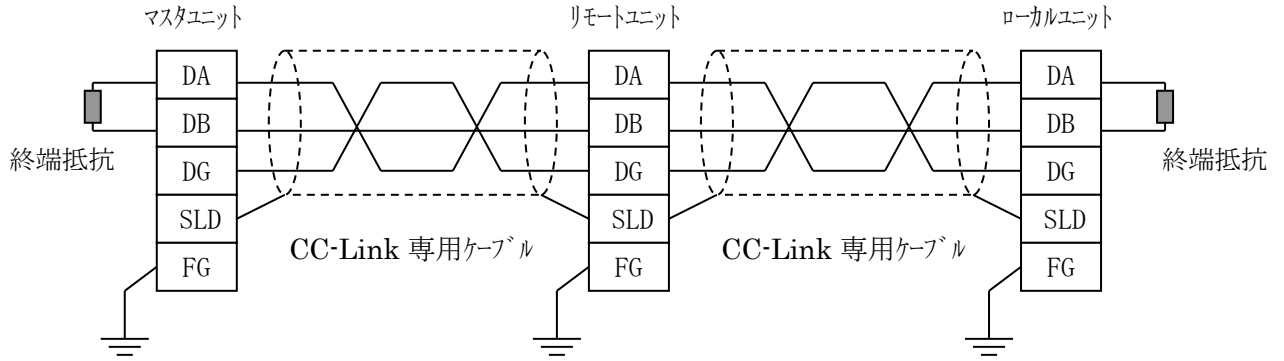 マスタユニット
リモートユニット
ローカルユニット
DA
DB
DG
SLD
FG
DA
DB
DG
SLD
FG
DA
DB
DG
SLD
FG
終端抵抗
終端抵抗
CC-Link 専用ケーブル
CC-Link 専用ケーブル